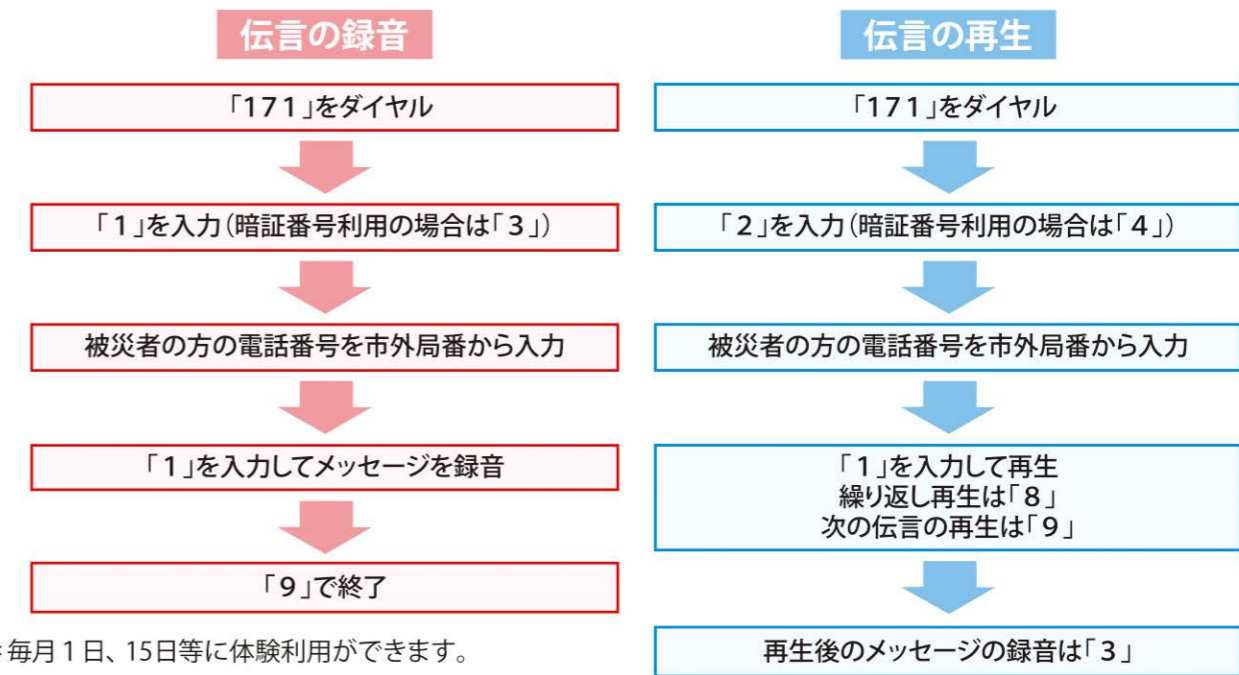 伝言の録音
「171」をダイヤル
「1」を入力(暗証番号利用の場合は「3」)
被災者の方の電話番号を市外局番から入力
「1」を入力してメッセージを録音
「9」で終了
毎月1日、15日等に体験利用ができます。
伝言の再生
「171」をダイヤル
「2」を入力(暗証番号利用の場合は「4」)
被災者の方の電話番号を市外局番から入力
「1」を入力して再生
繰り返し再生は「8」
次の伝言の再生は「9」
再生後のメッセージの録音は「3」